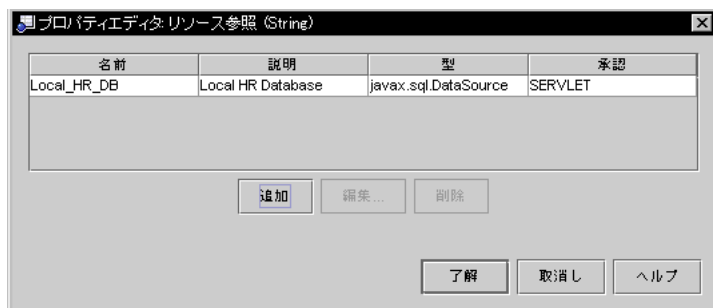 プロパティエディタ: リソース参照 (String)
名前 説明 型 承認
Local_HR_DB Local HR Database javax.sql.DataSource SERVLET
追加 編集... 削除
了解 取消し ヘルプ